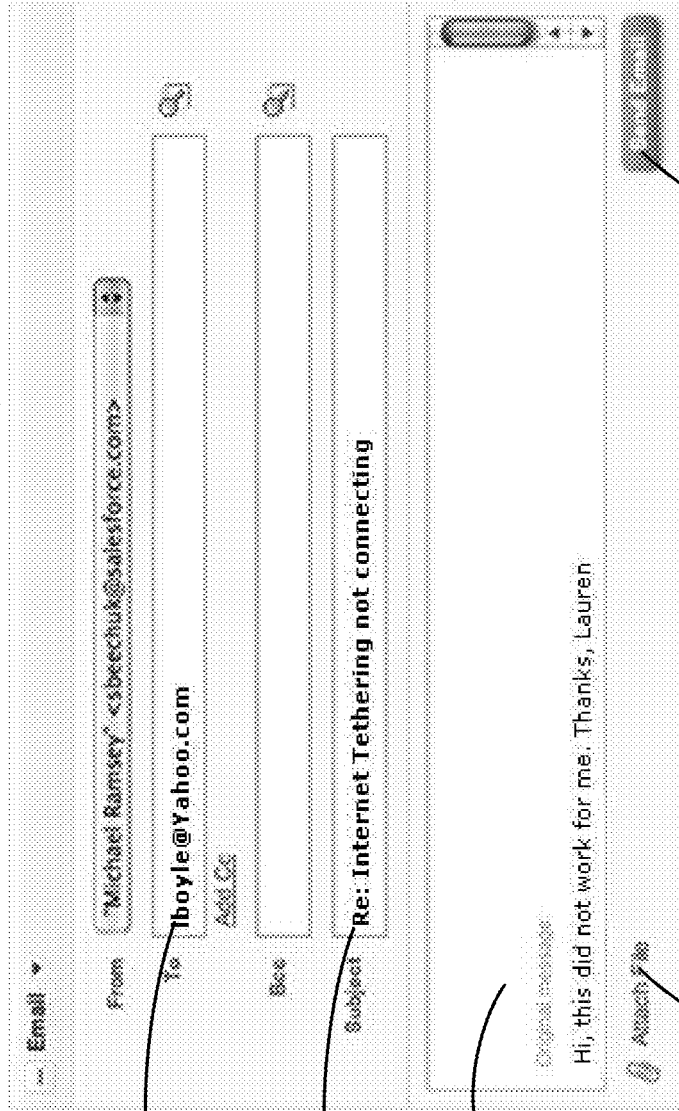 Email
From "Michael Ramsey" <sbeechuk@salesforce.com>
To lboyle@Yahoo.com
Add Cc
Bcc
Subject Re: Internet Tethering not connecting
Original message
Hi, this did not work for me. Thanks, Lauren
Attach File